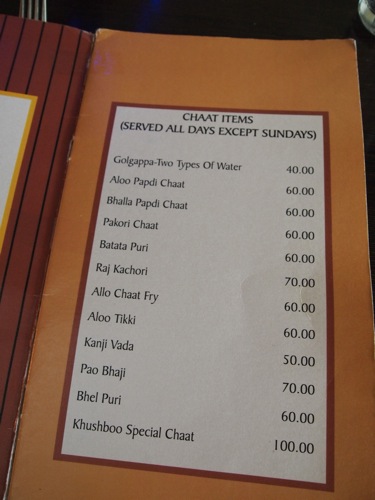 CHAAT ITEMS
(SERVED ALL DAYS EXCEPT SUNDAYS)
Golgappa-Two Types Of Water 40.00
Aloo Papdi Chaat 60.00
Bhalla Papdi Chaat 60.00
Pakori Chaat 60.00
Batata Puri 60.00
Raj Kachori 70.00
Allo Chaat Fry 60.00
Aloo Tikki 60.00
Kanji Vada 50.00
Pao Bhaji 70.00
Bhel Puri 60.00
Khushboo Special Chaat 100.00